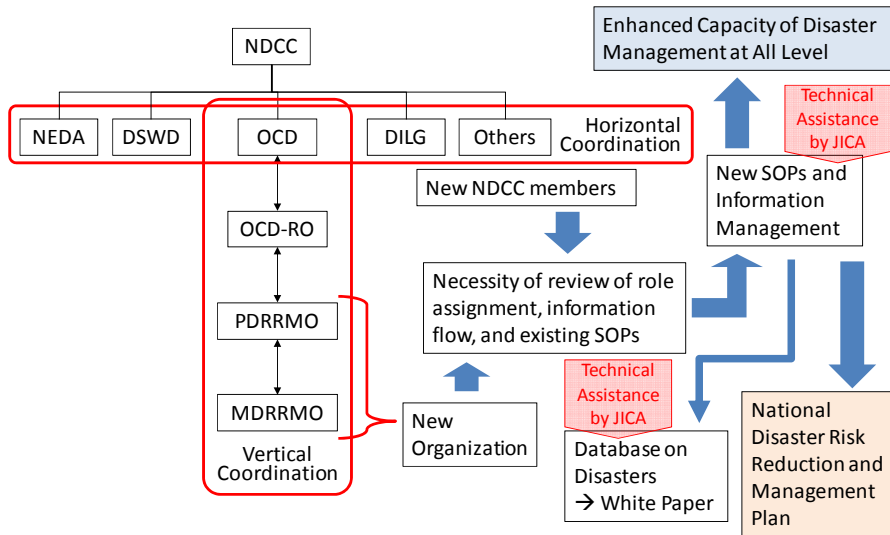 NDCC
NEDA
DSWD
OCD
DILG
Others
Horizontal
Coordination
OCD-RO
PDRRMO
MDRRMO
Vertical
Coordination
New NDCC members
Necessity of review of role
assignment, information
flow, and existing SOPs
New
Organization
Enhanced Capacity of Disaster
Management at All Level
Technical
Assistance
by JICA
New SOPs and
Information
Management
Technical
Assistance
by JICA
Database on
Disasters
→ White Paper
National
Disaster Risk
Reduction and
Management
Plan